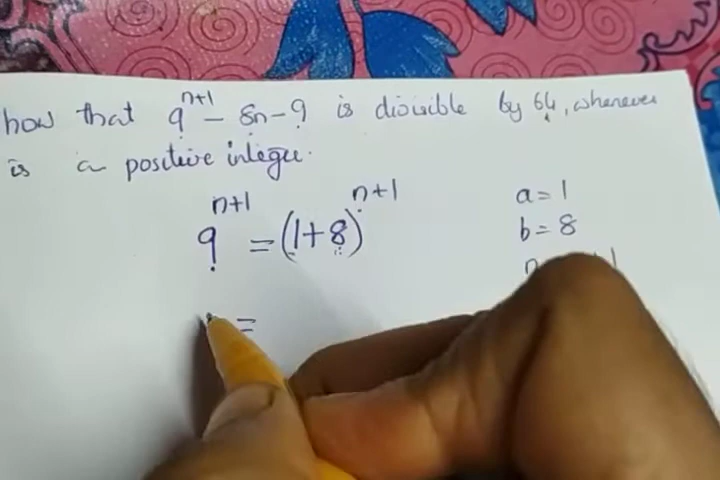 how that 9^{n+1} - 8n - 9 is divisible by 64, whenever
is a positive integer.
9^{n+1} = (1+8)^{n+1}
a = 1
b = 8
=